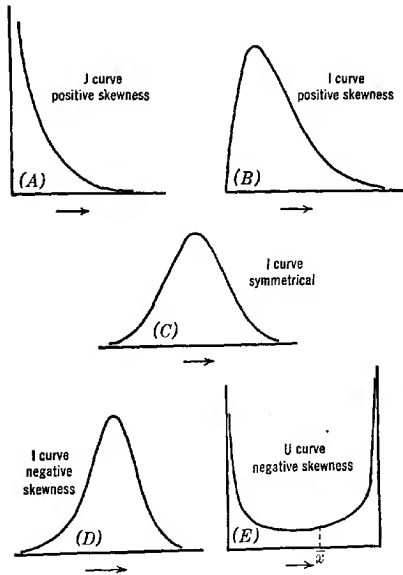 J curve
positive skewness
(A)
I curve
positive skewness
(B)
I curve
symmetrical
(C)
I curve
negative
skewness
(D)
U curve
negative skewness
(E)
x̄